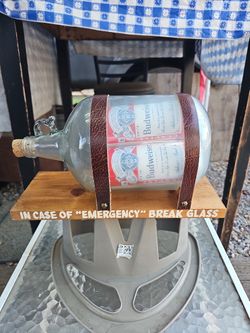 Budweiser
Budweiser
IN CASE OF "EMERGENCY" BREAK GLASS